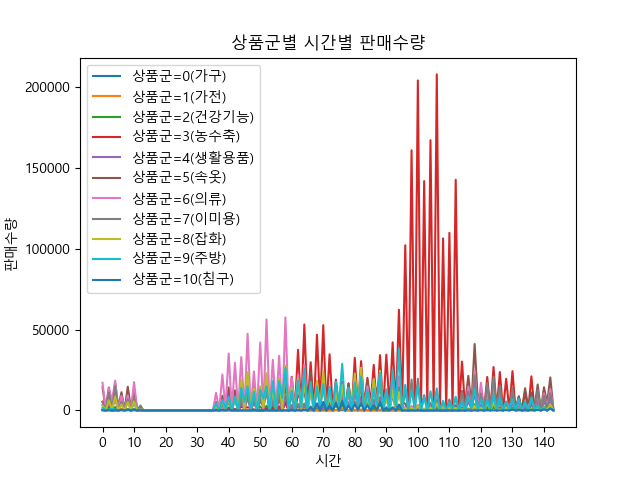 상품군별 시간별 판매수량
상품군=0(가구)
상품군=1(가전)
상품군=2(건강기능)
상품군=3(농수축)
상품군=4(생활용품)
상품군=5(속옷)
상품군=6(의류)
상품군=7(이미용)
상품군=8(잡화)
상품군=9(주방)
상품군=10(침구)
판매수량
200000
150000
100000
50000
0
0 10 20 30 40 50 60 70 80 90 100 110 120 130 140
시간